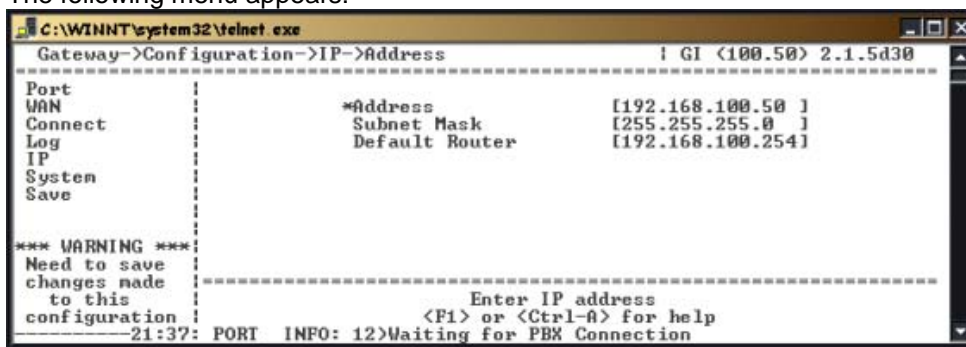 The following menu appears:
C:\WINNT\system32\telnet.exe
Gateway->Configuration->IP->Address | GI (100.50) 2.1.5d30
Port
WAN *Address [192.168.100.50 ]
Connect Subnet Mask [255.255.255.0 ]
Log Default Router [192.168.100.254]
IP
System
Save
*** WARNING ***
Need to save
changes made
to this Enter IP address
configuration <F1> or <Ctrl-A> for help
----------21:37: PORT INFO: 12>Waiting for PBX Connection